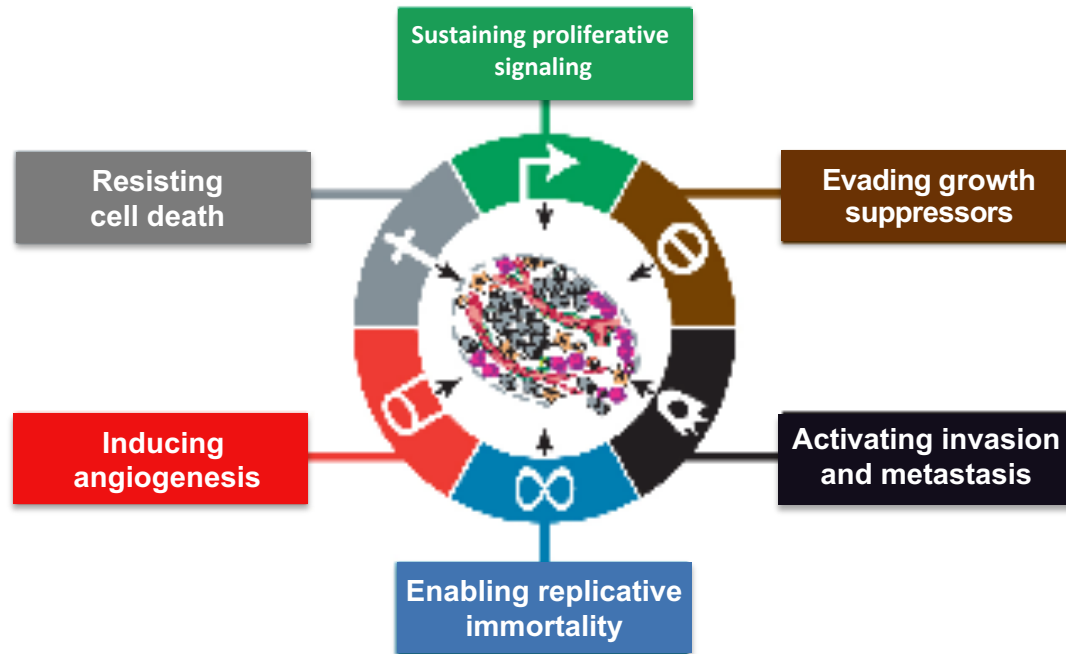 Sustaining proliferative
signaling
Resisting
cell death
Evading growth
suppressors
Inducing
angiogenesis
Activating invasion
and metastasis
Enabling replicative
immortality